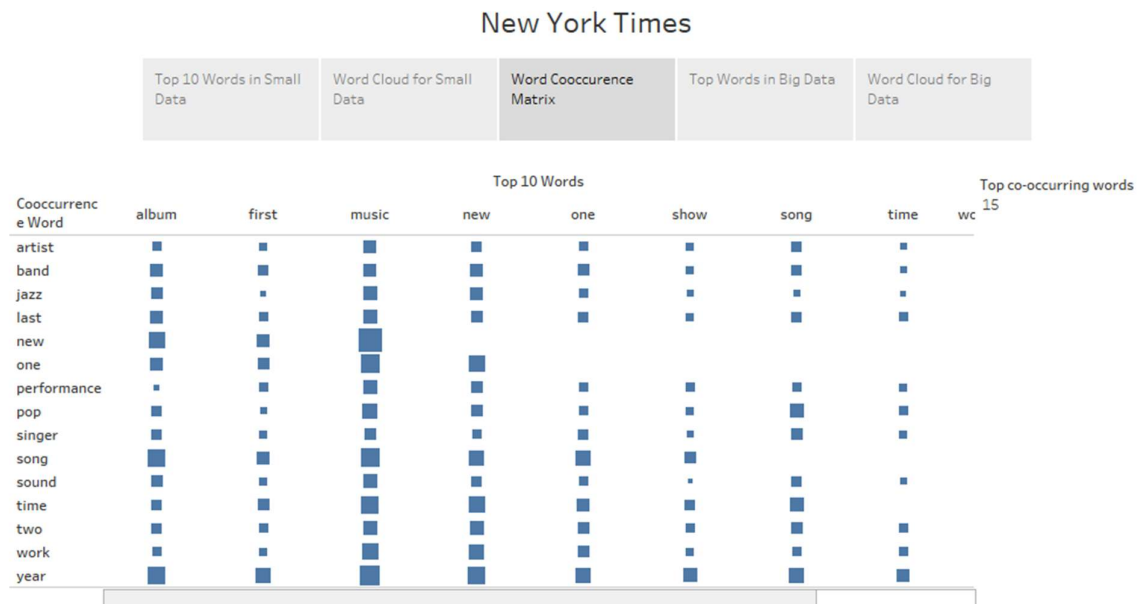 New York Times
Top 10 Words in Small
Data
Word Cloud for Small
Data
Word Cooccurence
Matrix
Top Words in Big Data
Word Cloud for Big
Data
Top 10 Words
Top co-occurring words
15
Cooccurrenc
e Word
album first music new one show song time wc
artist
band
jazz
last
new
one
performance
pop
singer
song
sound
time
two
work
year